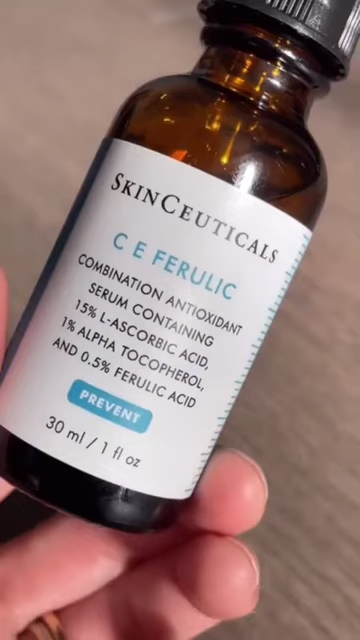 SKINCEUTICALS
C E FERULIC
COMBINATION ANTIOXIDANT
SERUM CONTAINING
15% L-ASCORBIC ACID,
1% ALPHA TOCOPHEROL,
AND 0.5% FERULIC ACID
PREVENT
30 ml / 1 fl oz